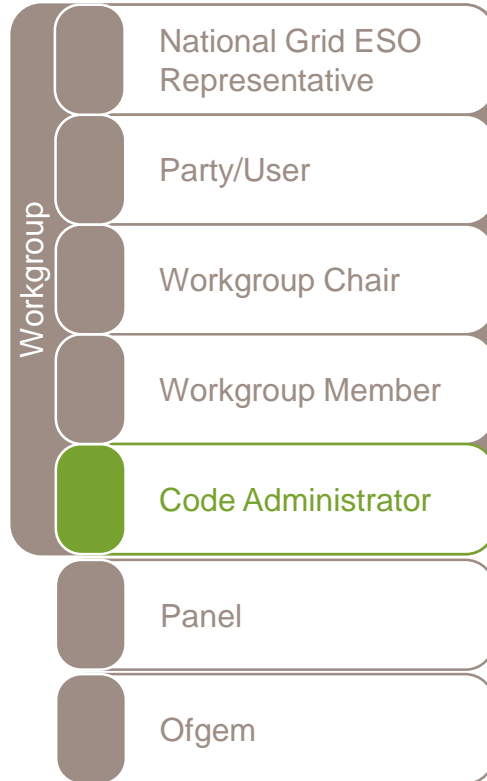 Workgroup
National Grid ESO
Representative
Party/User
Workgroup Chair
Workgroup Member
Code Administrator
Panel
Ofgem